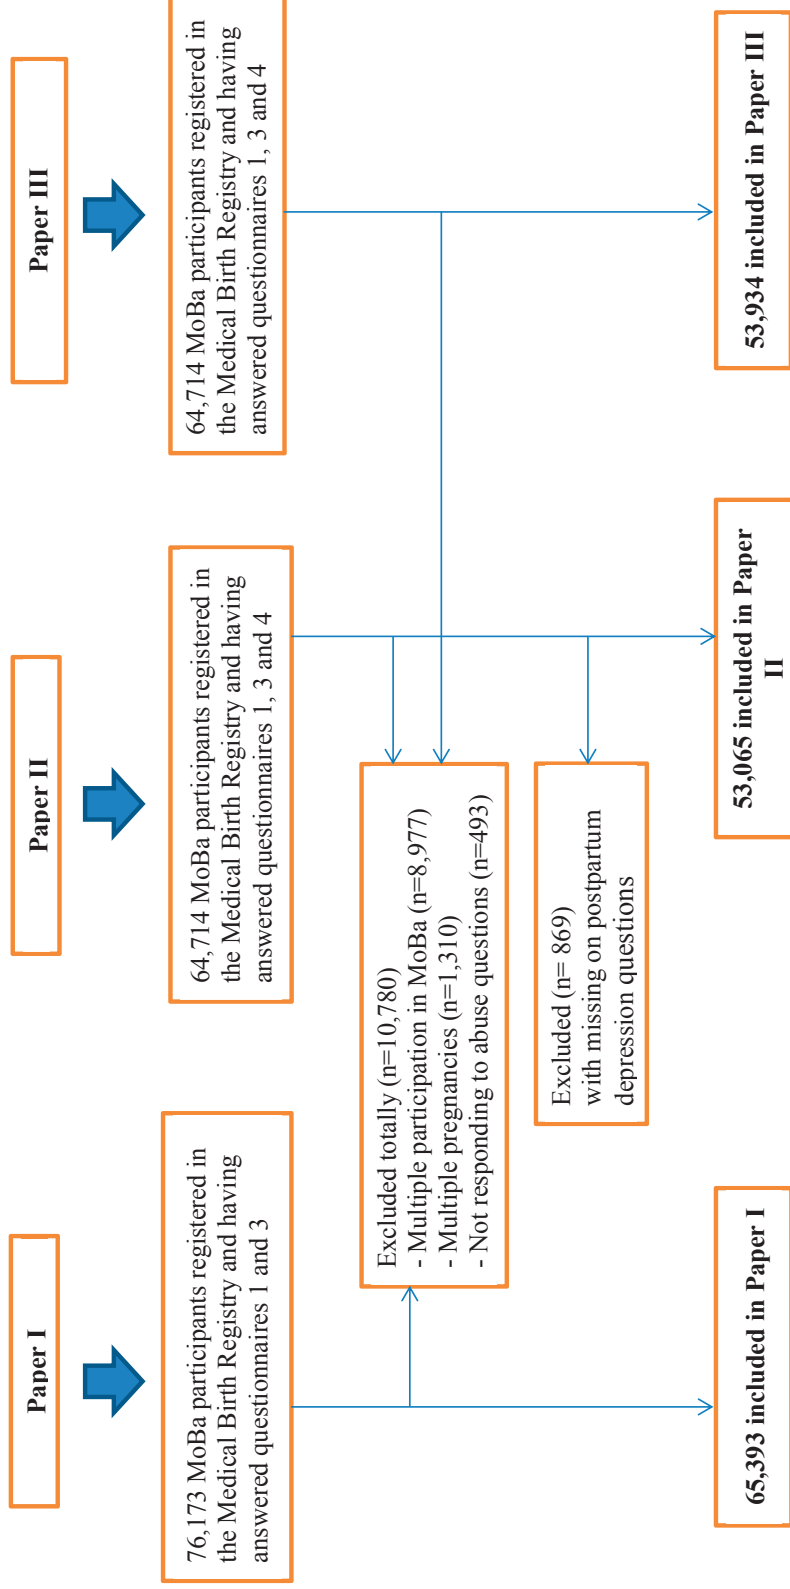 Paper I
76,173 MoBa participants registered in
the Medical Birth Registry and having
answered questionnaires 1 and 3
Paper II
64,714 MoBa participants registered in
the Medical Birth Registry and having
answered questionnaires 1, 3 and 4
Paper III
64,714 MoBa participants registered in
the Medical Birth Registry and having
answered questionnaires 1, 3 and 4
Excluded totally (n=10,780)
- Multiple participation in MoBa (n=8,977)
- Multiple pregnancies (n=1,310)
- Not responding to abuse questions (n=493)
Excluded (n= 869)
with missing on postpartum
depression questions
65,393 included in Paper I
53,065 included in Paper
II
53,934 included in Paper III